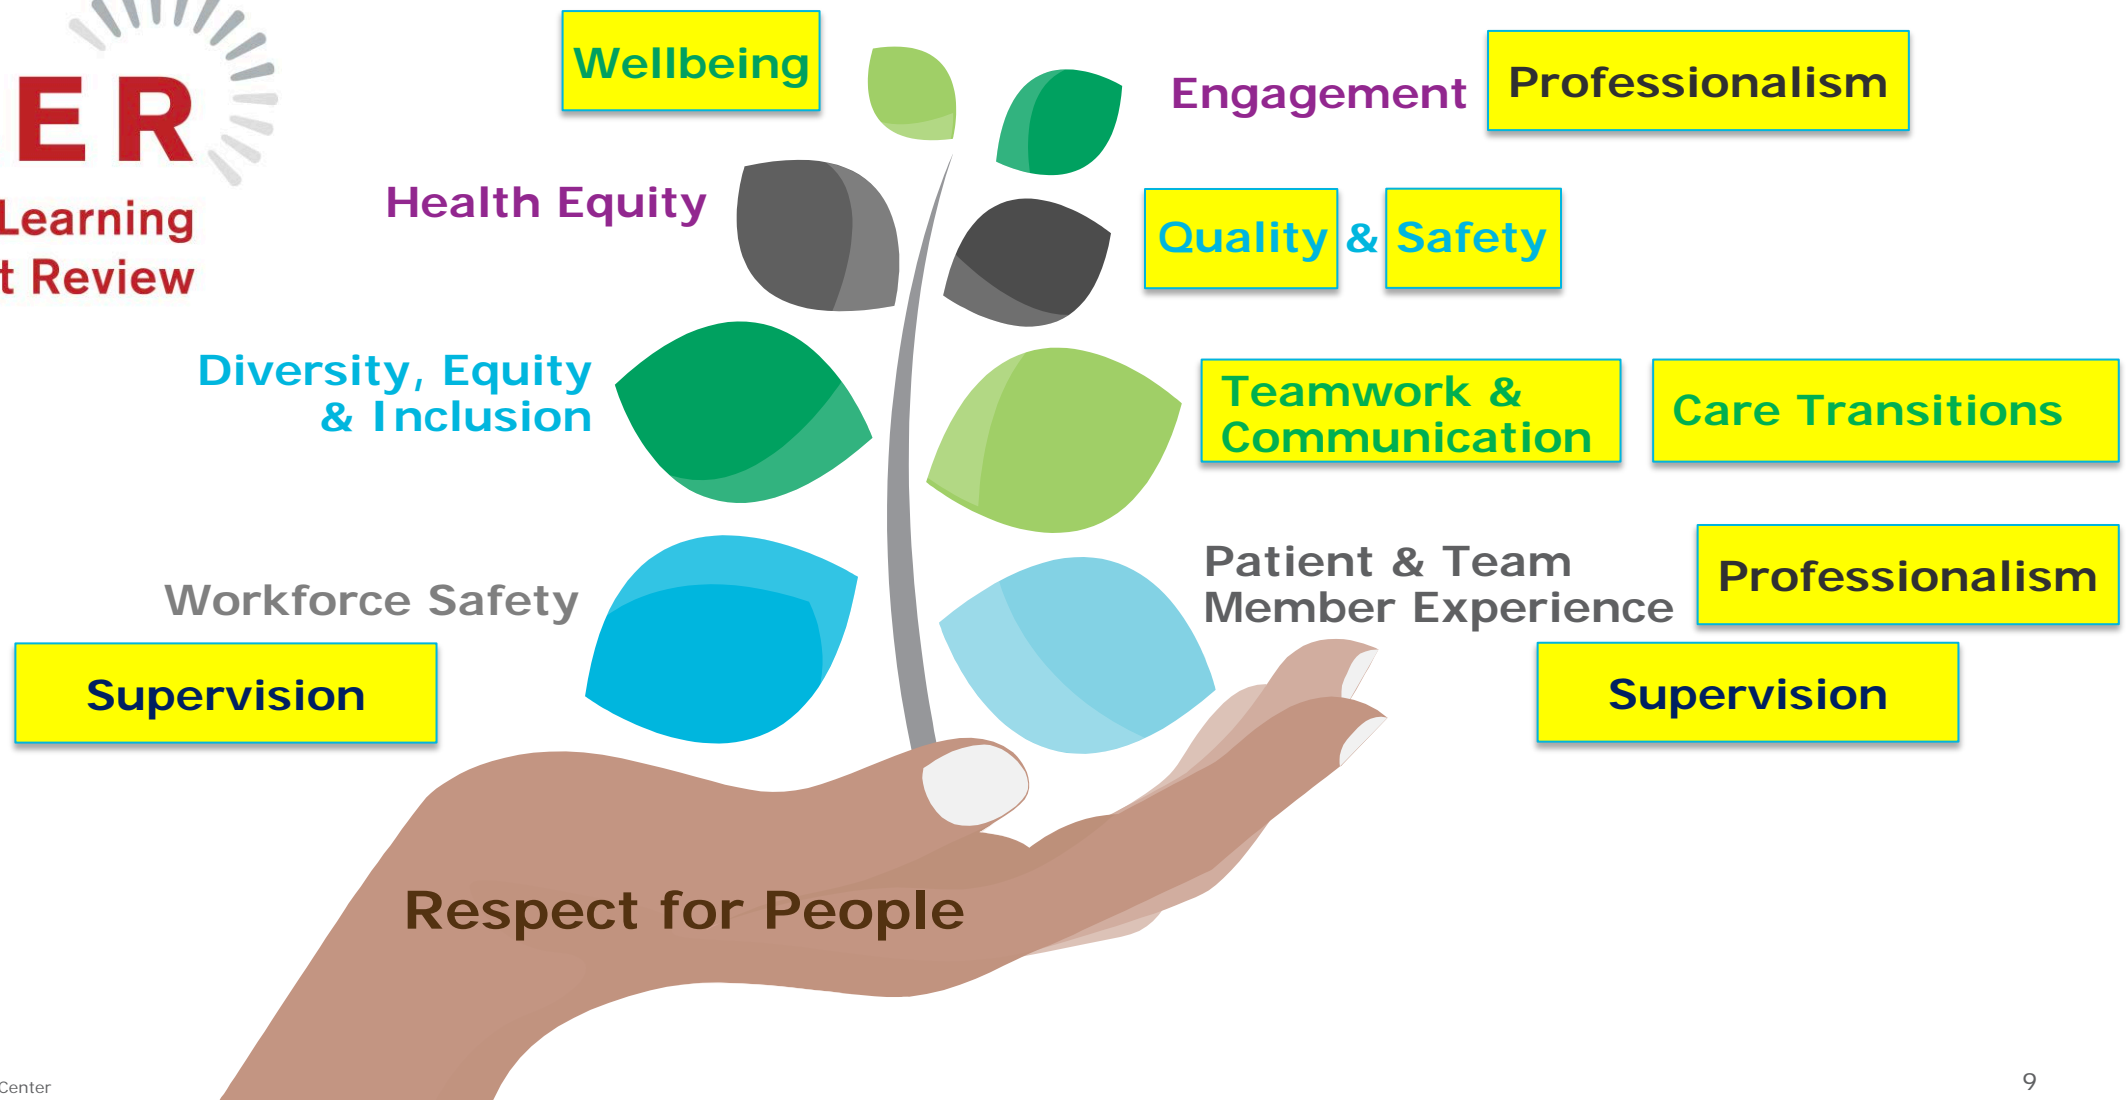 ER
Learning
t Review
Wellbeing
Engagement
Professionalism
Health Equity
Quality & Safety
Diversity, Equity
& Inclusion
Teamwork &
Communication
Care Transitions
Workforce Safety
Patient & Team
Member Experience
Professionalism
Supervision
Supervision
Respect for People
Center
9